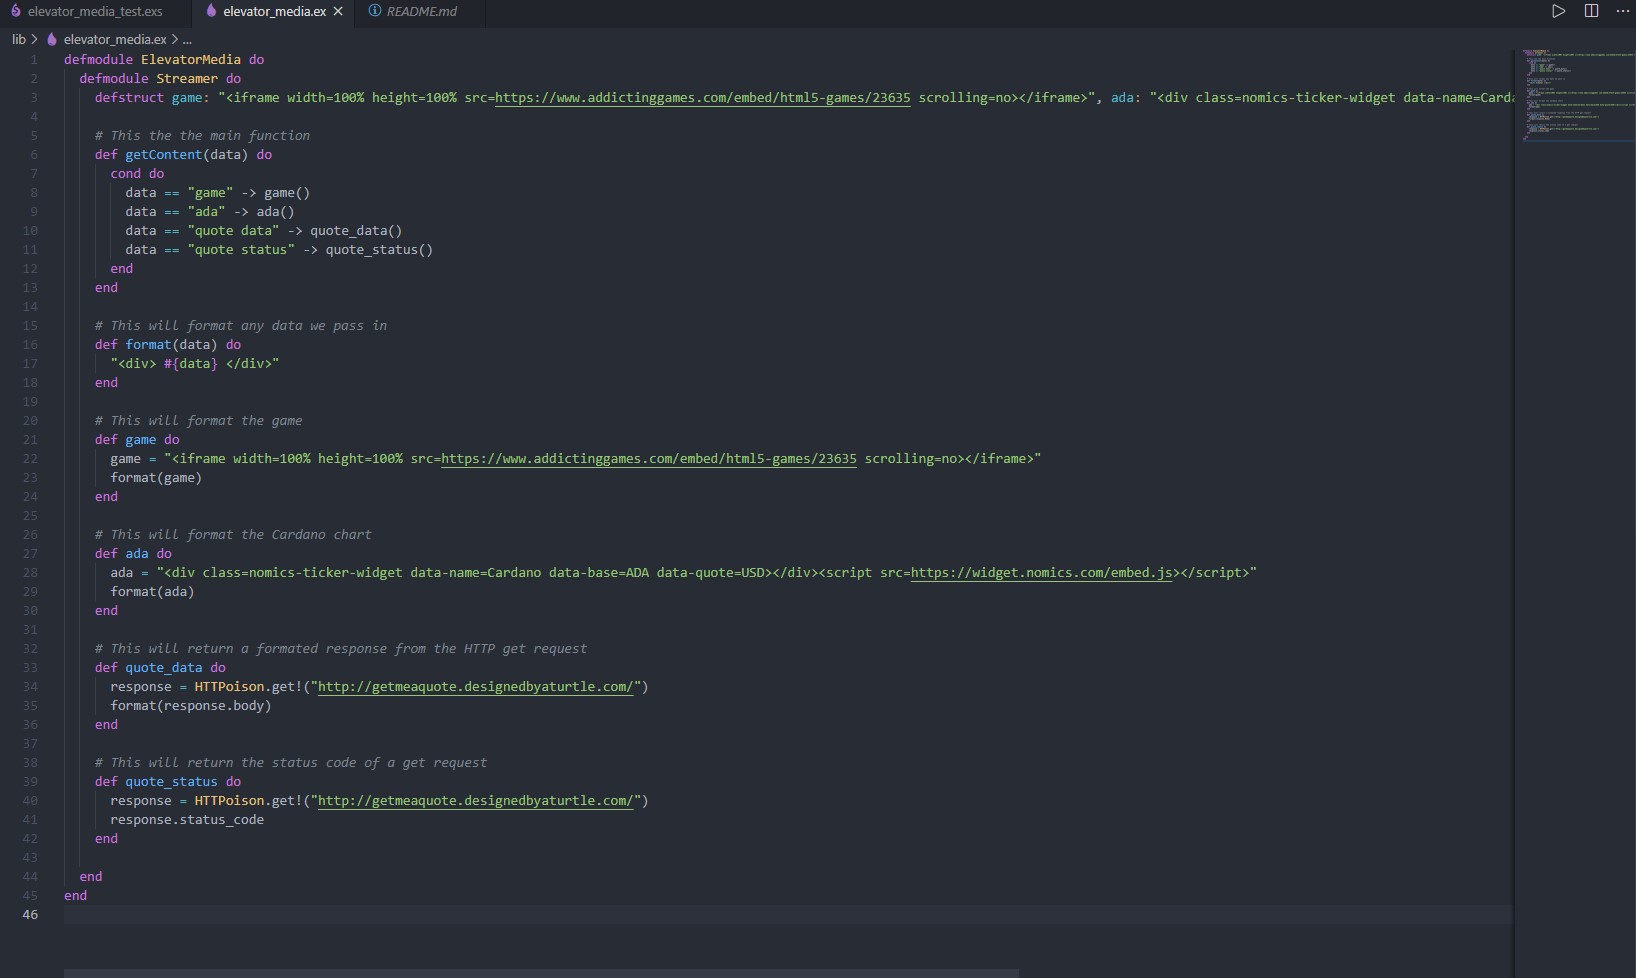 elevator_media_test.exs elevator_media.ex README.md
lib > elevator_media.ex > ...
1 defmodule ElevatorMedia do
2 defmodule Streamer do
3 defstruct game: "<iframe width=100% height=100% src=https://www.addictinggames.com/embed/html5-games/23635 scrolling=no></iframe>", ada: "<div class=nomics-ticker-widget data-name=Carda
4
5 # This the the main function
6 def getContent(data) do
7 cond do
8 data == "game" -> game()
9 data == "ada" -> ada()
10 data == "quote data" -> quote_data()
11 data == "quote status" -> quote_status()
12 end
13 end
14
15 # This will format any data we pass in
16 def format(data) do
17 "<div> #{data} </div>"
18 end
19
20 # This will format the game
21 def game do
22 game = "<iframe width=100% height=100% src=https://www.addictinggames.com/embed/html5-games/23635 scrolling=no></iframe>"
23 format(game)
24 end
25
26 # This will format the Cardano chart
27 def ada do
28 ada = "<div class=nomics-ticker-widget data-name=Cardano data-base=ADA data-quote=USD></div><script src=https://widget.nomics.com/embed.js></script>"
29 format(ada)
30 end
31
32 # This will return a formated response from the HTTP get request
33 def quote_data do
34 response = HTTPoison.get!("http://getmeaquote.designedbyaturtle.com/")
35 format(response.body)
36 end
37
38 # This will return the status code of a get request
39 def quote_status do
40 response = HTTPoison.get!("http://getmeaquote.designedbyaturtle.com/")
41 response.status_code
42 end
43
44 end
45 end
46